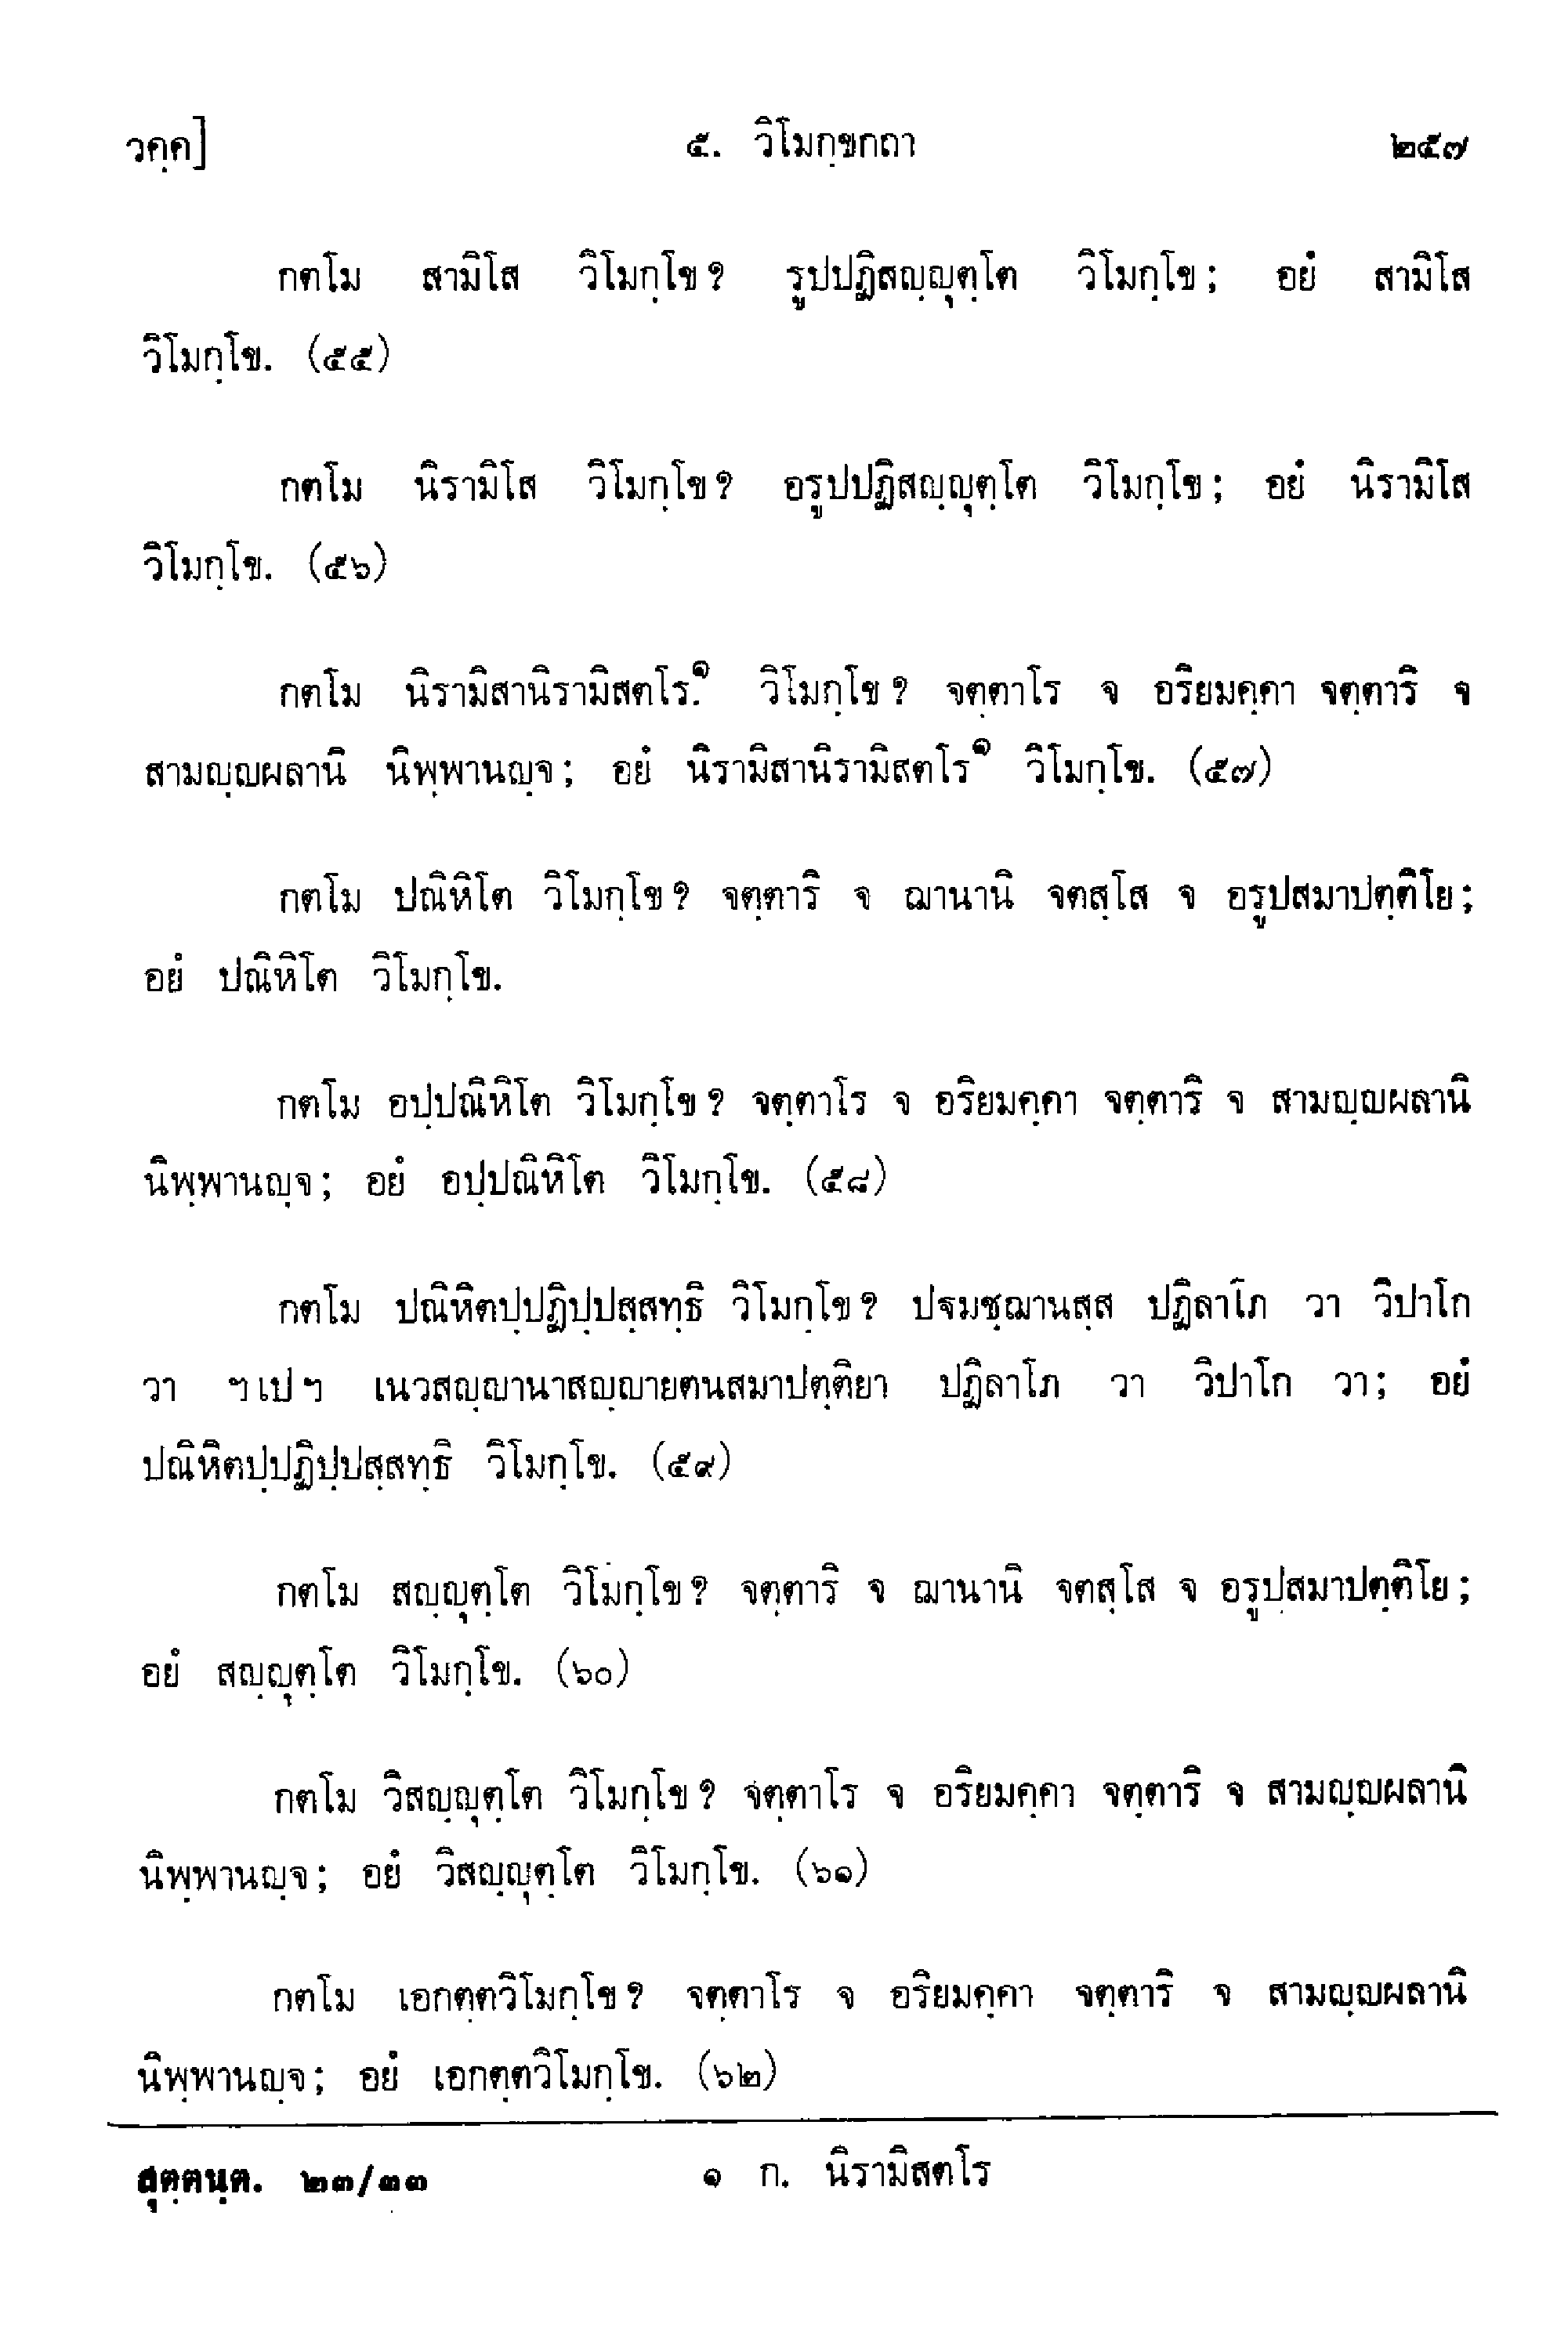 วคฺค] ๕. วิโมกฺขกถา ๒๕๗
กตโม สามิโส วิโมกฺโข? รูปปฏิสญฺญุตฺโต วิโมกฺโข; อยํ สามิโส
วิโมกฺโข. (๕๕)
กตโม นิรามิโส วิโมกฺโข? อรูปปฏิสญฺญุตฺโต วิโมกฺโข; อยํ นิรามิโส
วิโมกฺโข. (๕๖)
กตโม นิรามิสานิรามิสตโร.๑ วิโมกฺโข? จตฺตาโร จ อริยมคฺคา จตฺตาริ จ
สามญฺญผลานิ นิพฺพานญฺจ; อยํ นิรามิสานิรามิสตโร๑ วิโมกฺโข. (๕๗)
กตโม ปณิหิโต วิโมกฺโข? จตฺตาริ จ ฌานานิ จตสฺโส จ อรูปสมาปตฺติโย;
อยํ ปณิหิโต วิโมกฺโข.
กตโม อปฺปณิหิโต วิโมกฺโข? จตฺตาโร จ อริยมคฺคา จตฺตาริ จ สามญฺญผลานิ
นิพฺพานญฺจ; อยํ อปฺปณิหิโต วิโมกฺโข. (๕๘)
กตโม ปณิหิตปฺปฏิปฺปสฺสทฺธิ วิโมกฺโข? ปฐมชฺฌานสฺส ปฏิลาโภ วา วิปาโก
วา ฯเปฯ เนวสญฺญานาสญฺญายตนสมาปตฺติยา ปฏิลาโภ วา วิปาโก วา; อยํ
ปณิหิตปฺปฏิปฺปสฺสทฺธิ วิโมกฺโข. (๕๙)
กตโม สญฺญุตฺโต วิโมกฺโข? จตฺตาริ จ ฌานานิ จตสฺโส จ อรูปสมาปตฺติโย;
อยํ สญฺญุตฺโต วิโมกฺโข. (๖๐)
กตโม วิสญฺญุตฺโต วิโมกฺโข? จตฺตาโร จ อริยมคฺคา จตฺตาริ จ สามญฺญผลานิ
นิพฺพานญฺจ; อยํ วิสญฺญุตฺโต วิโมกฺโข. (๖๑)
กตโม เอกตฺตวิโมกฺโข? จตฺตาโร จ อริยมคฺคา จตฺตาริ จ สามญฺญผลานิ
นิพฺพานญฺจ; อยํ เอกตฺตวิโมกฺโข. (๖๒)
สุตฺตนฺต. ๒๓/๓๓ ๑ ก. นิรามิสตโร